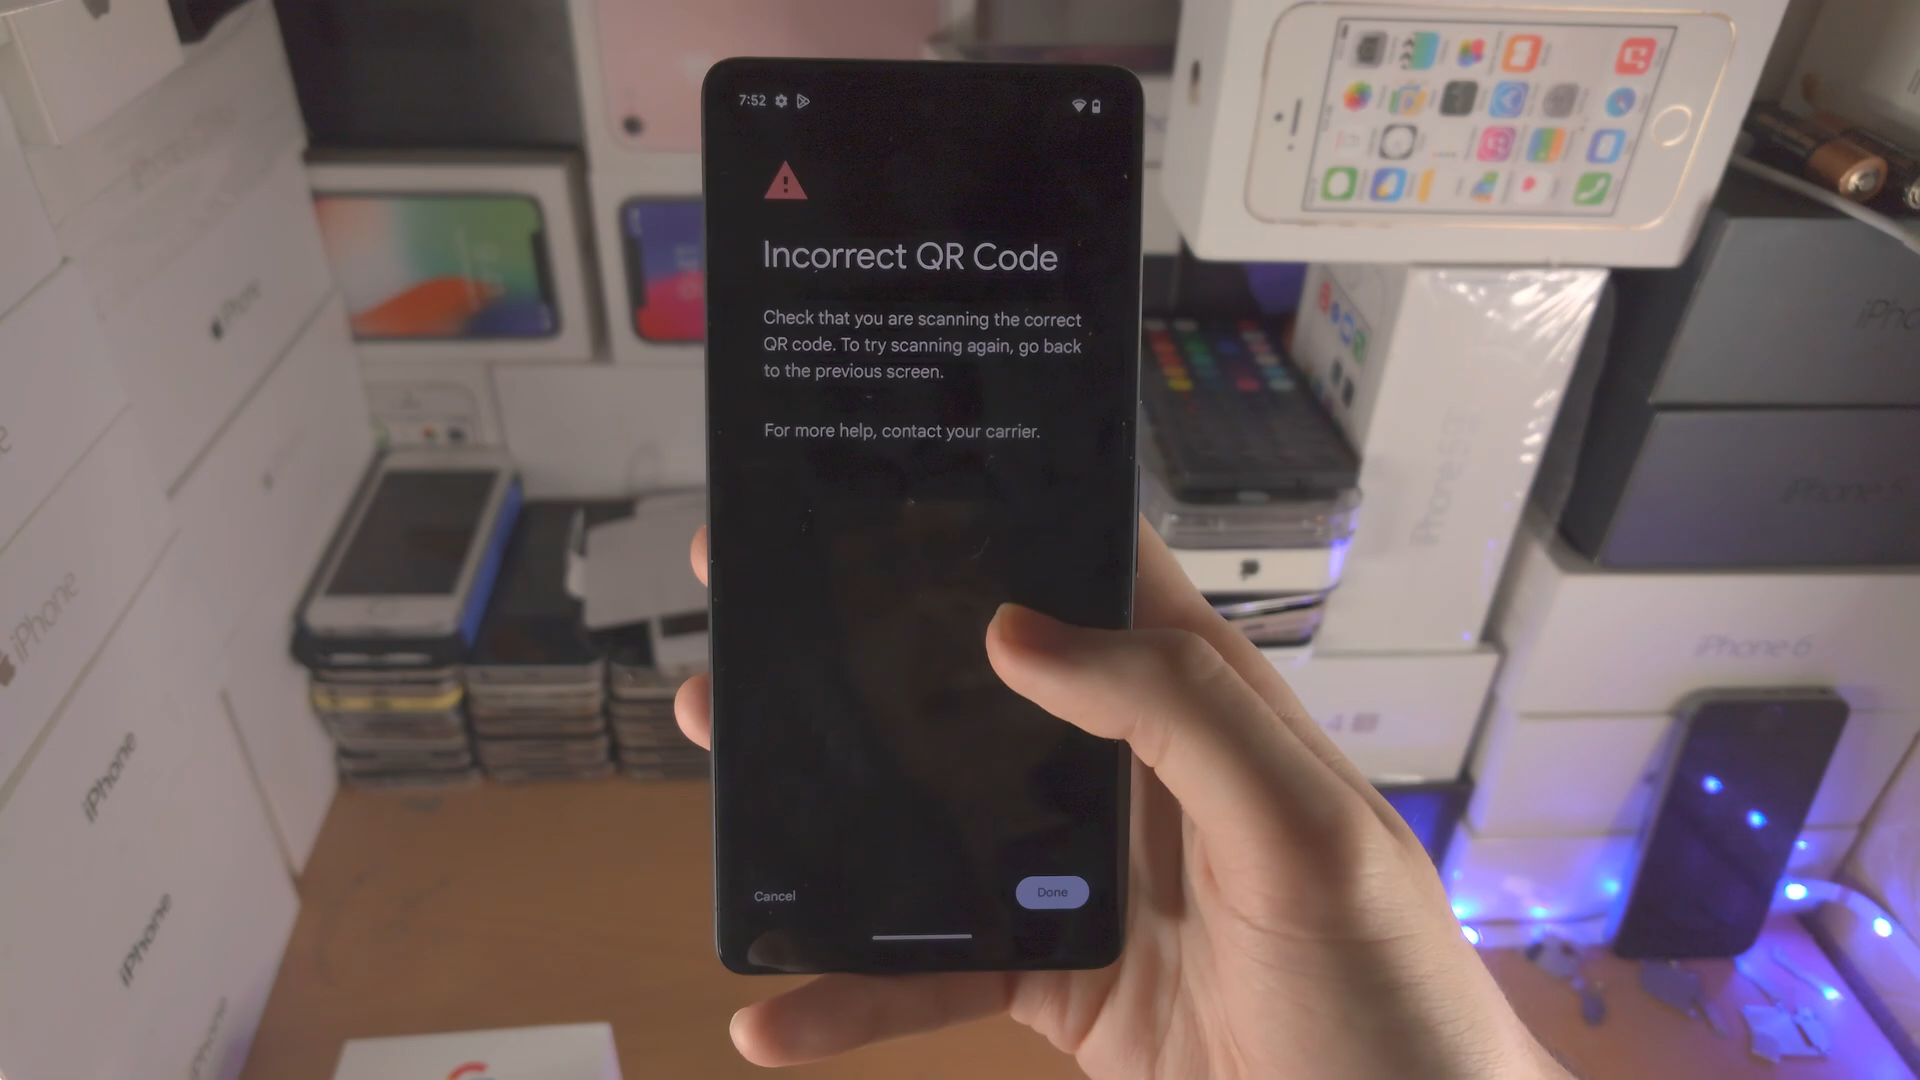 7:52
Incorrect QR Code
Check that you are scanning the correct
QR code. To try scanning again, go back
to the previous screen.
For more help, contact your carrier.
Cancel
Done
iPhone
iPhone
iPhone
iPhone
iPhone 6